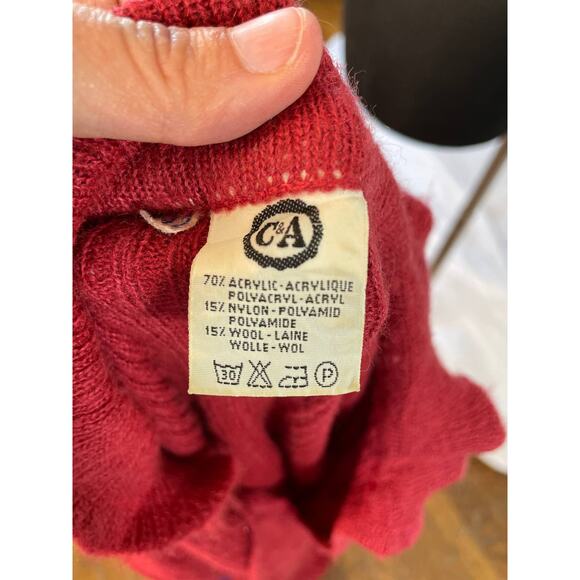 C&A
70% ACRYLIC-ACRYLIQUE
POLYACRYL-ACRYL
15% NYLON-POLYAMID
POLYAMIDE
15% WOOL-LAINE
WOLLE-WOL
30 P